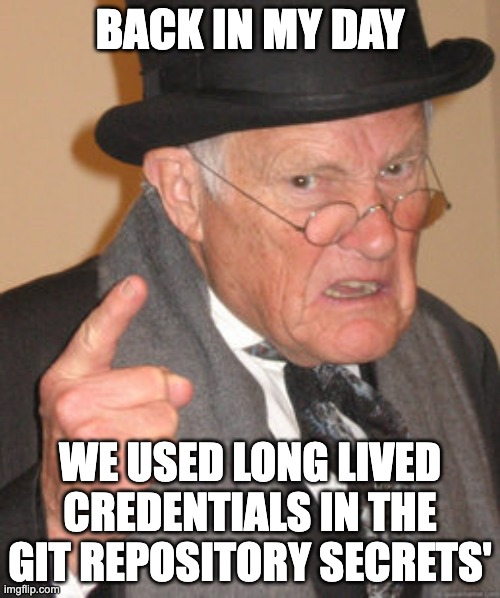 BACK IN MY DAY
WE USED LONG LIVED
CREDENTIALS IN THE
GIT REPOSITORY SECRETS'
imgflip.com